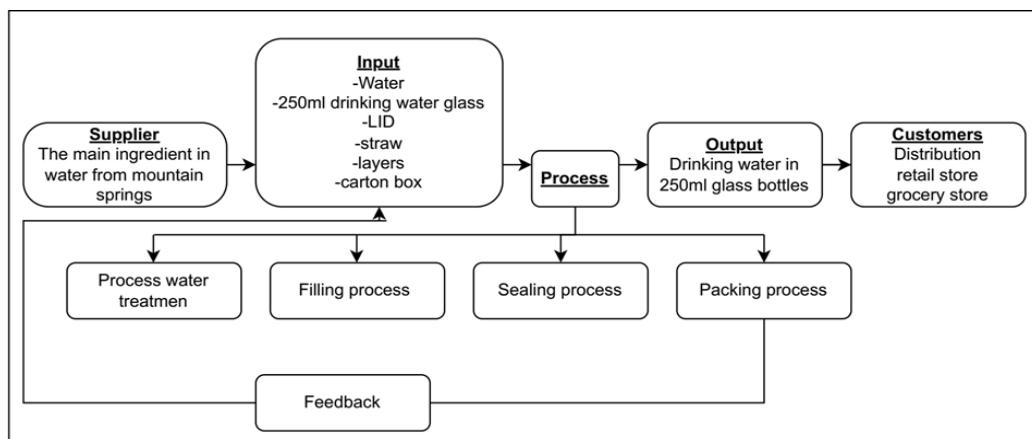 Supplier
The main ingredient in
water from mountain
springs
Input
-Water
-250ml drinking water glass
-LID
-straw
-layers
-carton box
Process
Output
Drinking water in
250ml glass bottles
Customers
Distribution
retail store
grocery store
Process water
treatmen
Filling process
Sealing process
Packing process
Feedback